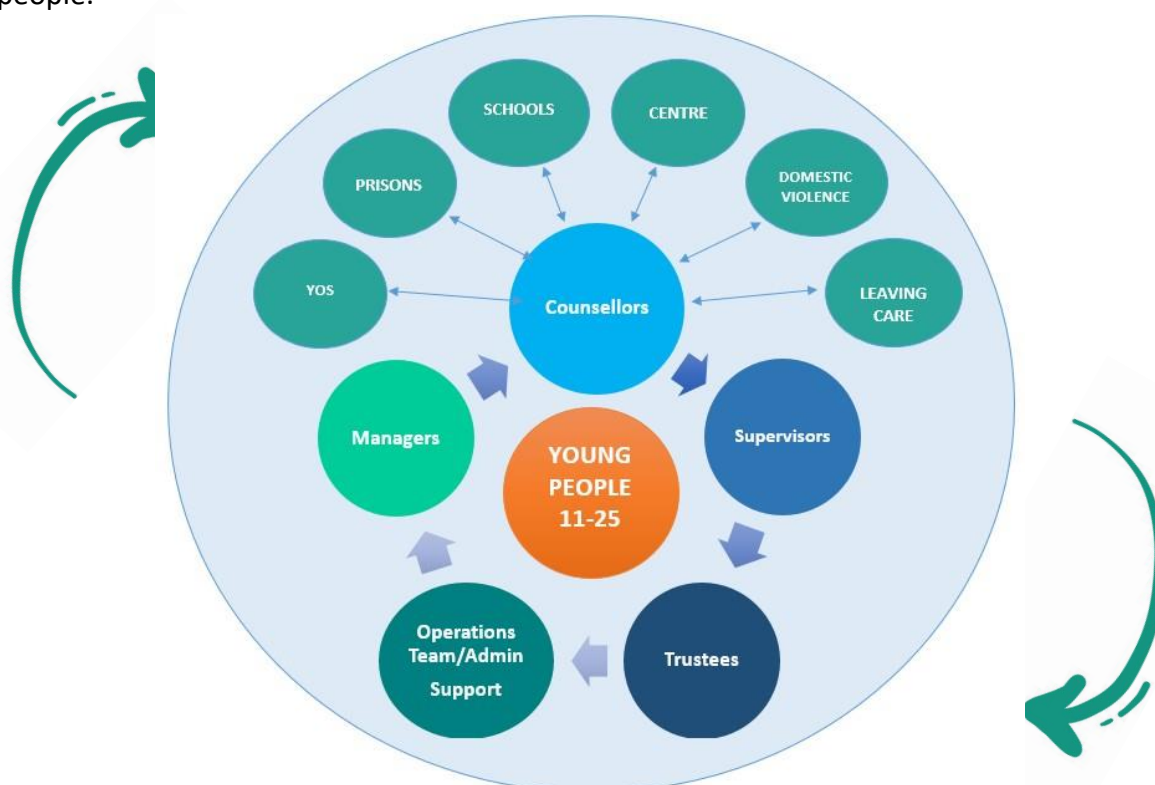 people.
SCHOOLS
CENTRE
PRISONS
DOMESTIC
VIOLENCE
YOS
LEAVING
CARE
Counsellors
Managers
Supervisors
YOUNG
PEOPLE
11-25
Operations
Team/Admin
Support
Trustees